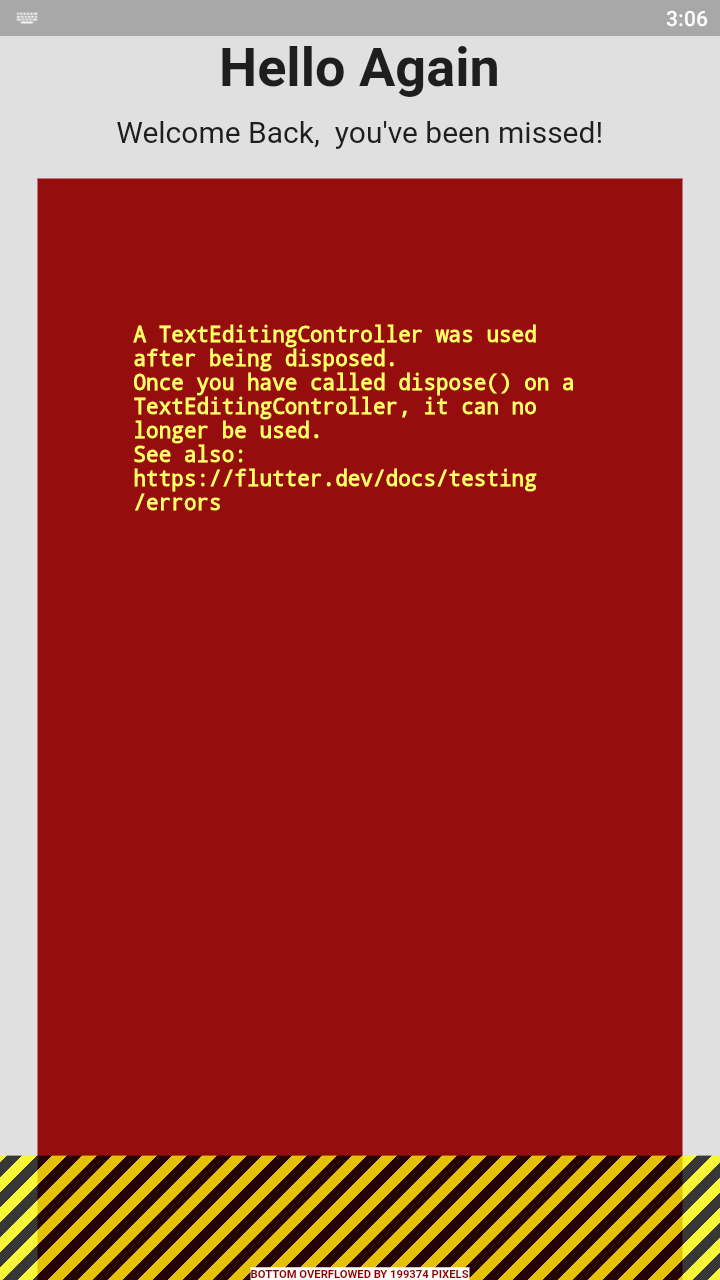 3:06
Hello Again
Welcome Back,  you've been missed!
A TextEditingController was used
after being disposed.
Once you have called dispose() on a
TextEditingController, it can no
longer be used.
See also:
https://flutter.dev/docs/testing
/errors
BOTTOM OVERFLOWED BY 199374 PIXELS